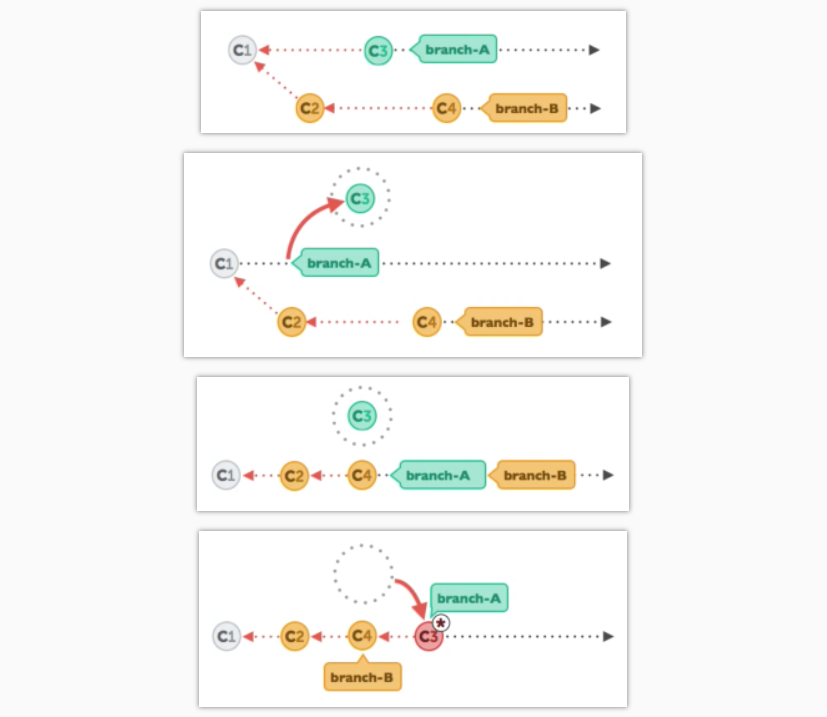 C1 C3 branch-A
C2 C4 branch-B
C3
C1 branch-A
C2 C4 branch-B
C3
C1 C2 C4 branch-A branch-B
branch-A
*
C1 C2 C4 C3
branch-B